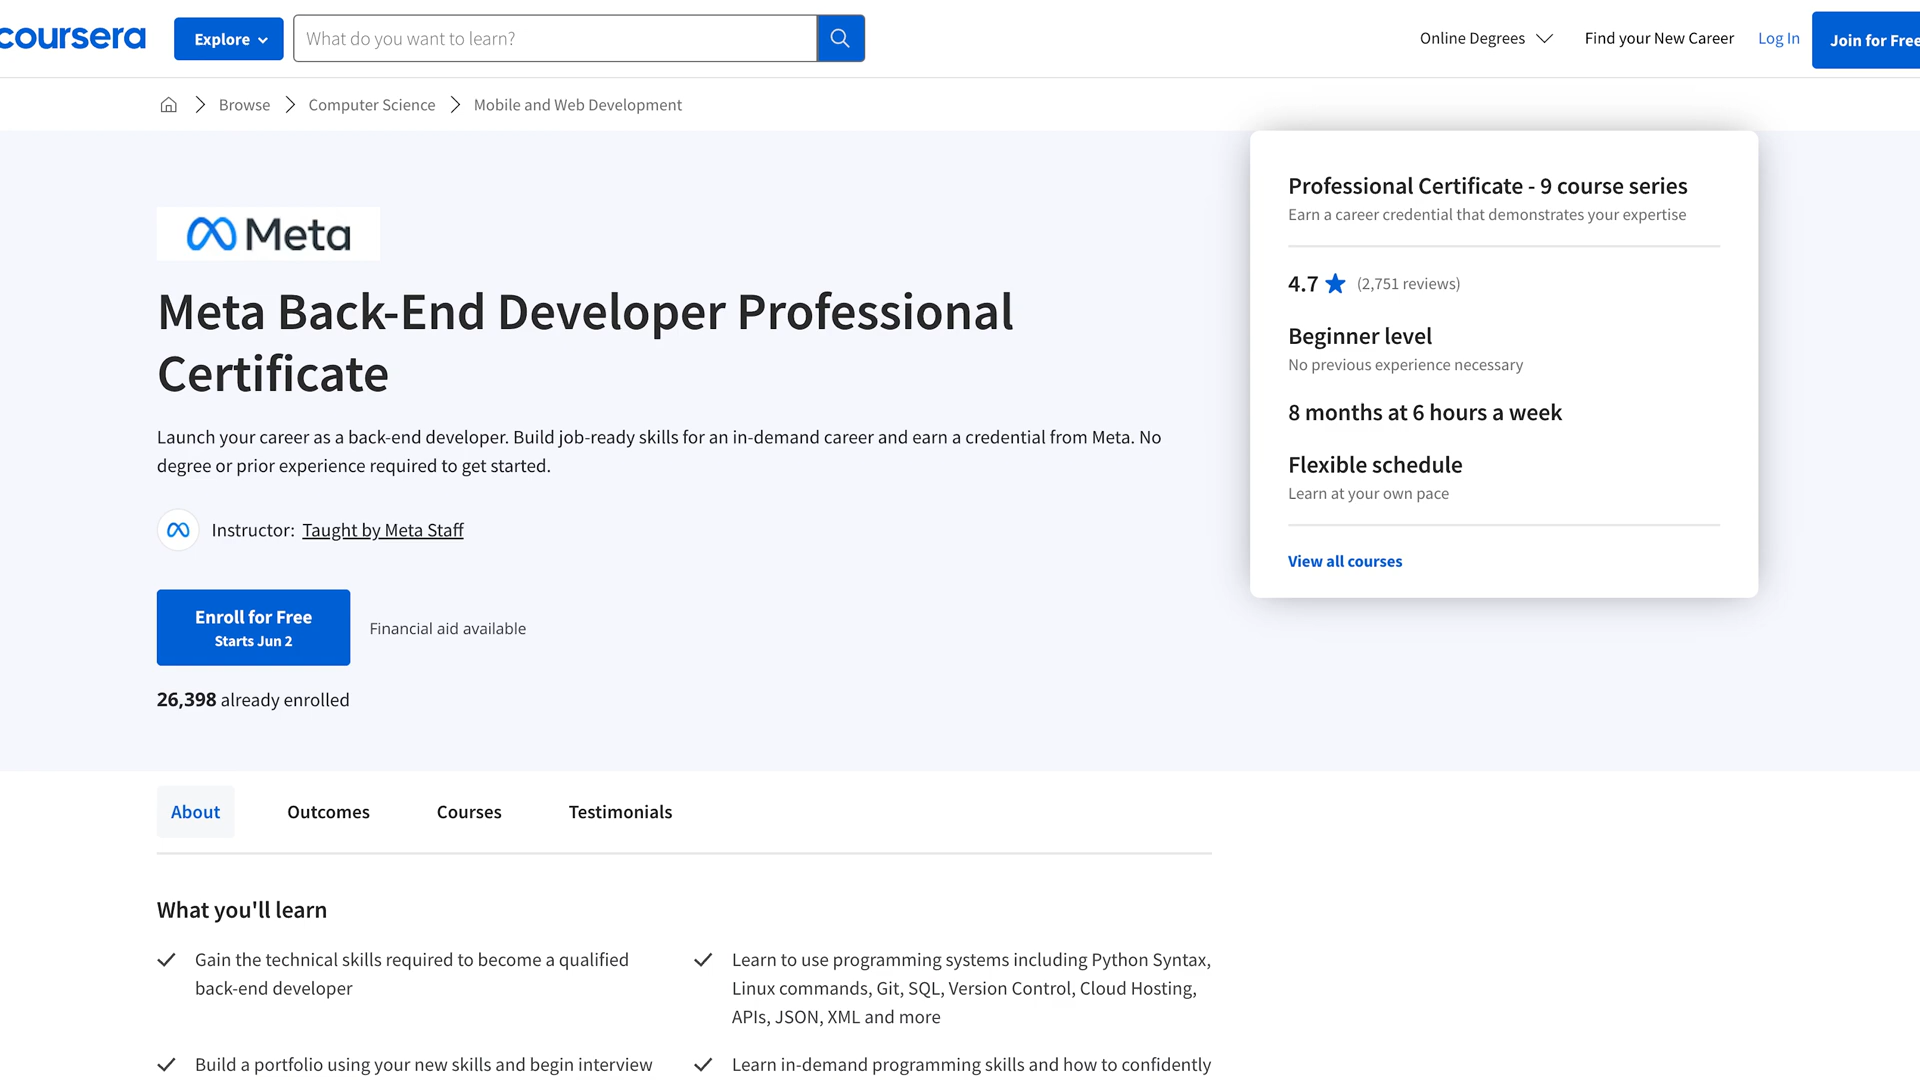 coursera
Explore
What do you want to learn?
Online Degrees
Find your New Career
Log In
Join for Free
Browse
Computer Science
Mobile and Web Development
Meta
Meta Back-End Developer Professional
Certificate
Launch your career as a back-end developer. Build job-ready skills for an in-demand career and earn a credential from Meta. No
degree or prior experience required to get started.
Instructor: Taught by Meta Staff
Enroll for Free
Starts Jun 2
Financial aid available
26,398 already enrolled
Professional Certificate - 9 course series
Earn a career credential that demonstrates your expertise
4.7 (2,751 reviews)
Beginner level
No previous experience necessary
8 months at 6 hours a week
Flexible schedule
Learn at your own pace
View all courses
About
Outcomes
Courses
Testimonials
What you'll learn
Gain the technical skills required to become a qualified
back-end developer
Learn to use programming systems including Python Syntax,
Linux commands, Git, SQL, Version Control, Cloud Hosting,
APIs, JSON, XML and more
Build a portfolio using your new skills and begin interview
Learn in-demand programming skills and how to confidently